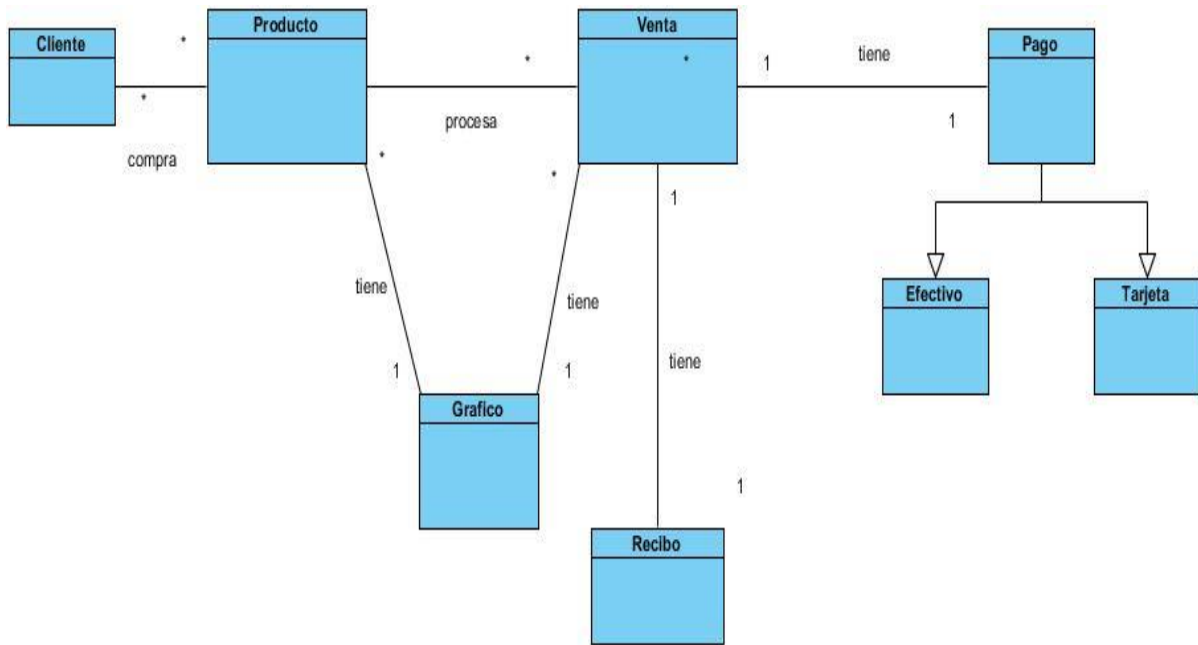 Cliente
Producto
Venta
Pago
*
*
*
*
1
tiene
1
compra
procesa
*
*
1
tiene
tiene
1
1
Efectivo
Tarjeta
tiene
Grafico
1
Recibo